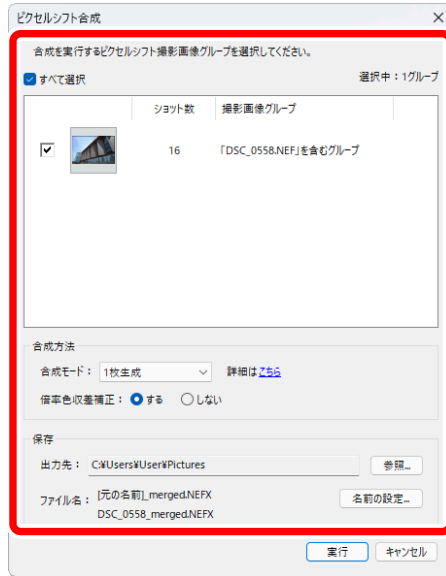 ピクセルシフト合成
合成を実行するピクセルシフト撮影画像グループを選択してください。
すべて選択
選択中：1グループ
ショット数 撮影画像グループ
16 「DSC_0558.NEF」を含むグループ
合成方法
合成モード： 1枚生成 詳細はこちら
倍率色収差補正： する しない
保存
出力先： C:¥Users¥User¥Pictures 参照...
ファイル名： [元の名前]_merged.NEFX 名前の設定...
DSC_0558_merged.NEFX
実行 キャンセル